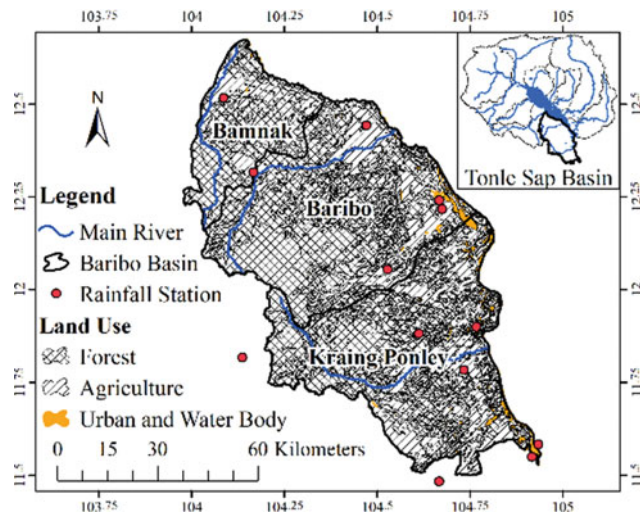 103.75 104 104.25 104.5 104.75 105
N
Tonle Sap Basin
12.5 12.5
12.25 12.25
12 12
11.75 11.75
11.5 11.5
Bamnak
Baribo
Kraing Ponley
Legend
Main River
Baribo Basin
Rainfall Station
Land Use
Forest
Agriculture
Urban and Water Body
0 15 30 60 Kilometers
103.75 104 104.25 104.5 104.75 105